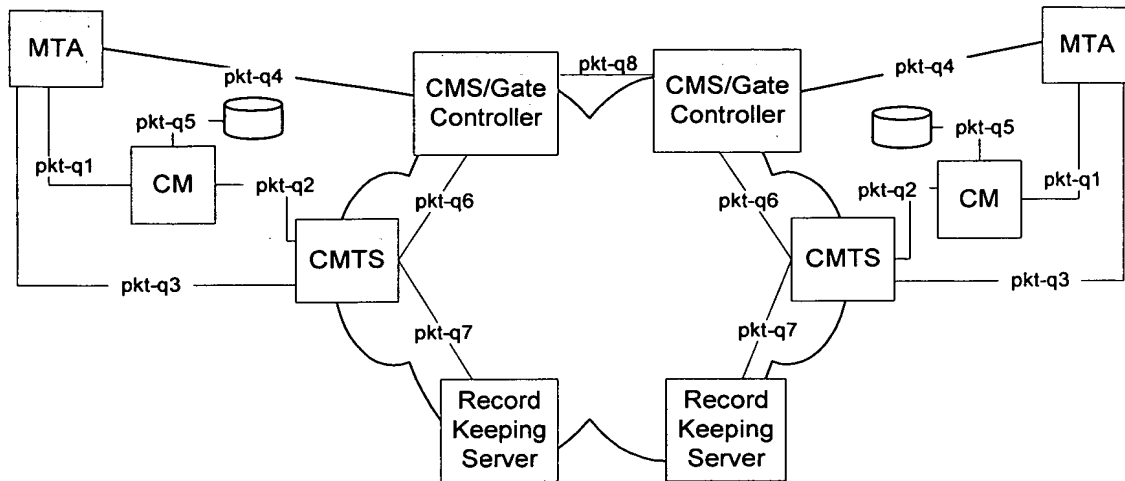 MTA
MTA
pkt-q8
pkt-q4
CMS/Gate
Controller
CMS/Gate
Controller
pkt-q4
pkt-q5
pkt-q5
pkt-q1
CM
pkt-q2
pkt-q6
pkt-q6
pkt-q2
CM
pkt-q1
CMTS
CMTS
pkt-q3
pkt-q3
pkt-q7
pkt-q7
Record
Keeping
Server
Record
Keeping
Server